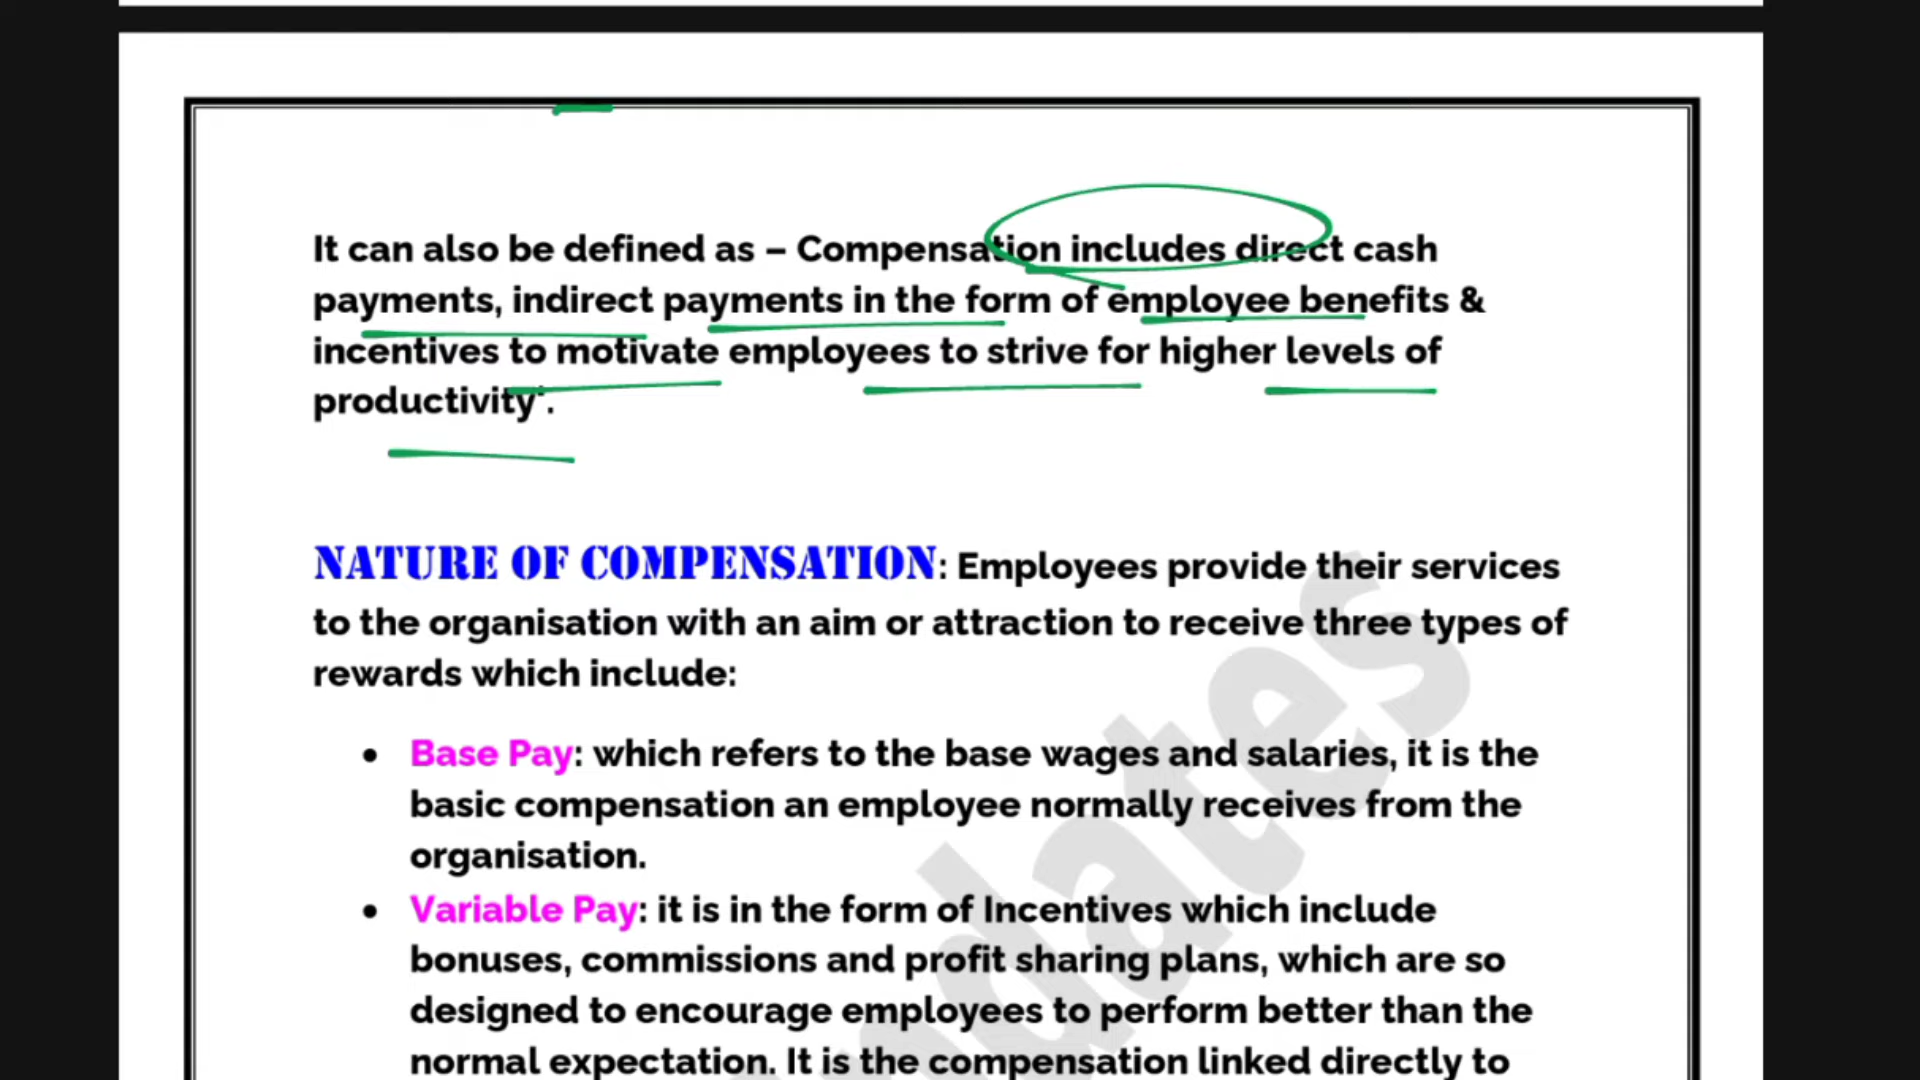 It can also be defined as – Compensation includes direct cash
payments, indirect payments in the form of employee benefits &
incentives to motivate employees to strive for higher levels of
productivity'.
NATURE OF COMPENSATION: Employees provide their services
to the organisation with an aim or attraction to receive three types of
rewards which include:
• Base Pay: which refers to the base wages and salaries, it is the
basic compensation an employee normally receives from the
organisation.
• Variable Pay: it is in the form of Incentives which include
bonuses, commissions and profit sharing plans, which are so
designed to encourage employees to perform better than the
normal expectation. It is the compensation linked directly to